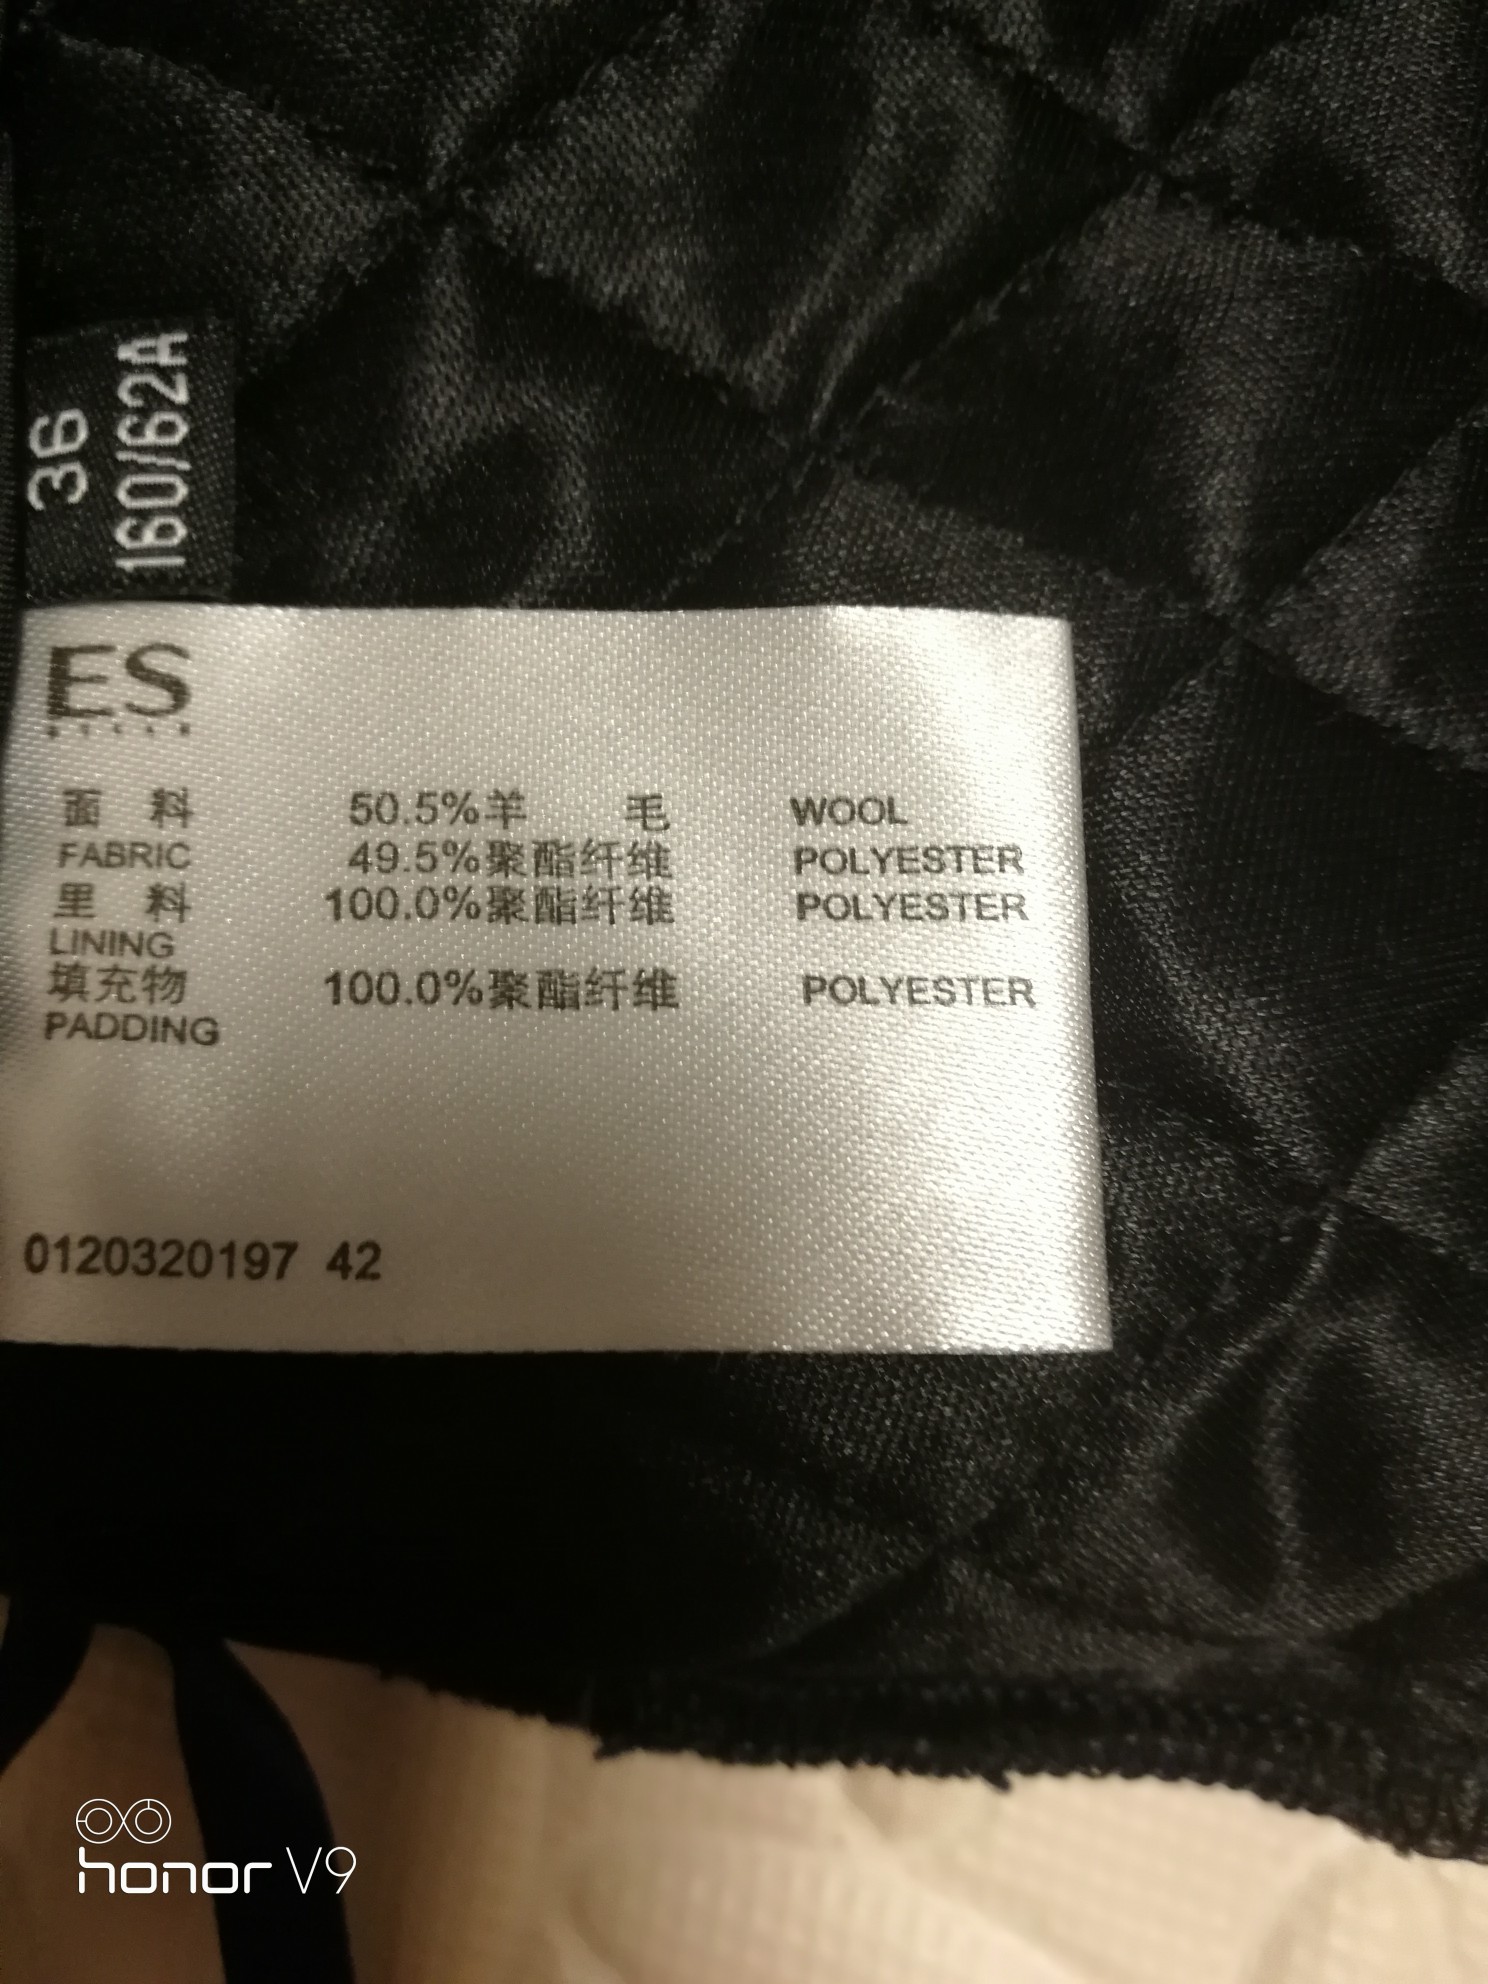 36
160/62A
ES
面 料 50.5%羊 毛 WOOL
FABRIC 49.5%聚酯纤维 POLYESTER
里 料 100.0%聚酯纤维 POLYESTER
LINING
填充物 100.0%聚酯纤维 POLYESTER
PADDING
0120320197 42
honor V9